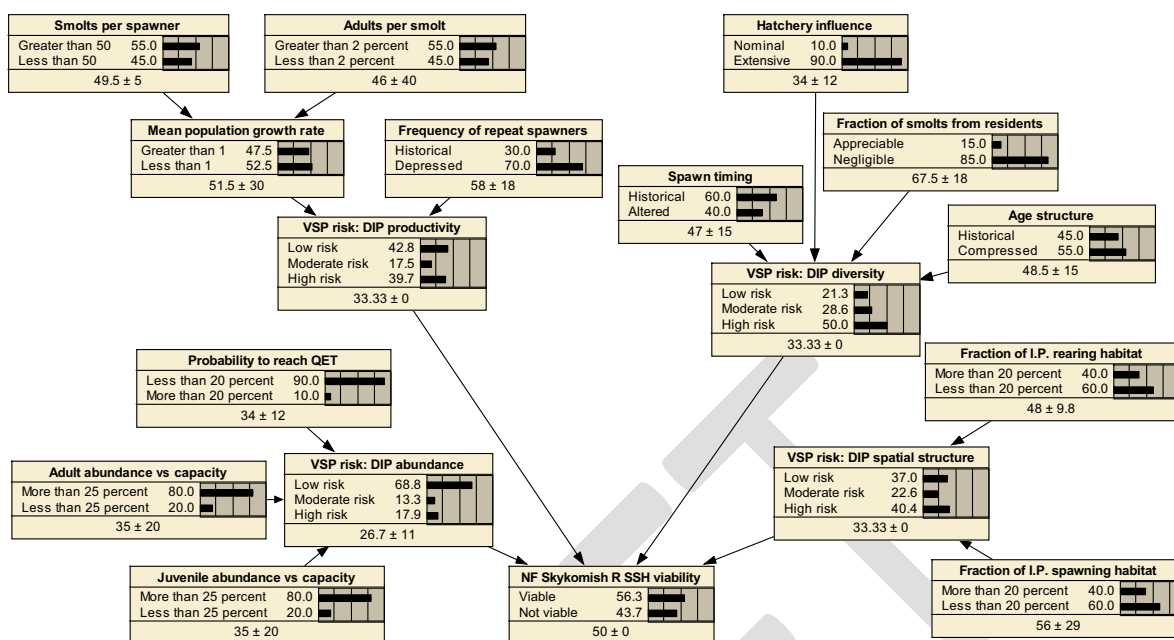 Smolts per spawner
Greater than 50 55.0
Less than 50 45.0
49.5 ± 5
Adults per smolt
Greater than 2 percent 55.0
Less than 2 percent 45.0
46 ± 40
Hatchery influence
Nominal 10.0
Extensive 90.0
34 ± 12
Mean population growth rate
Greater than 1 47.5
Less than 1 52.5
51.5 ± 30
Frequency of repeat spawners
Historical 30.0
Depressed 70.0
58 ± 18
Fraction of smolts from residents
Appreciable 15.0
Negligible 85.0
67.5 ± 18
Spawn timing
Historical 60.0
Altered 40.0
47 ± 15
Age structure
Historical 45.0
Compressed 55.0
48.5 ± 15
VSP risk: DIP productivity
Low risk 42.8
Moderate risk 17.5
High risk 39.7
33.33 ± 0
VSP risk: DIP diversity
Low risk 21.3
Moderate risk 28.6
High risk 50.0
33.33 ± 0
Probability to reach QET
Less than 20 percent 90.0
More than 20 percent 10.0
34 ± 12
Fraction of I.P. rearing habitat
More than 20 percent 40.0
Less than 20 percent 60.0
48 ± 9.8
Adult abundance vs capacity
More than 25 percent 80.0
Less than 25 percent 20.0
35 ± 20
VSP risk: DIP abundance
Low risk 68.8
Moderate risk 13.3
High risk 17.9
26.7 ± 11
VSP risk: DIP spatial structure
Low risk 37.0
Moderate risk 22.6
High risk 40.4
33.33 ± 0
Juvenile abundance vs capacity
More than 25 percent 80.0
Less than 25 percent 20.0
35 ± 20
NF Skykomish R SSH viability
Viable 56.3
Not viable 43.7
50 ± 0
Fraction of I.P. spawning habitat
More than 20 percent 40.0
Less than 20 percent 60.0
56 ± 29